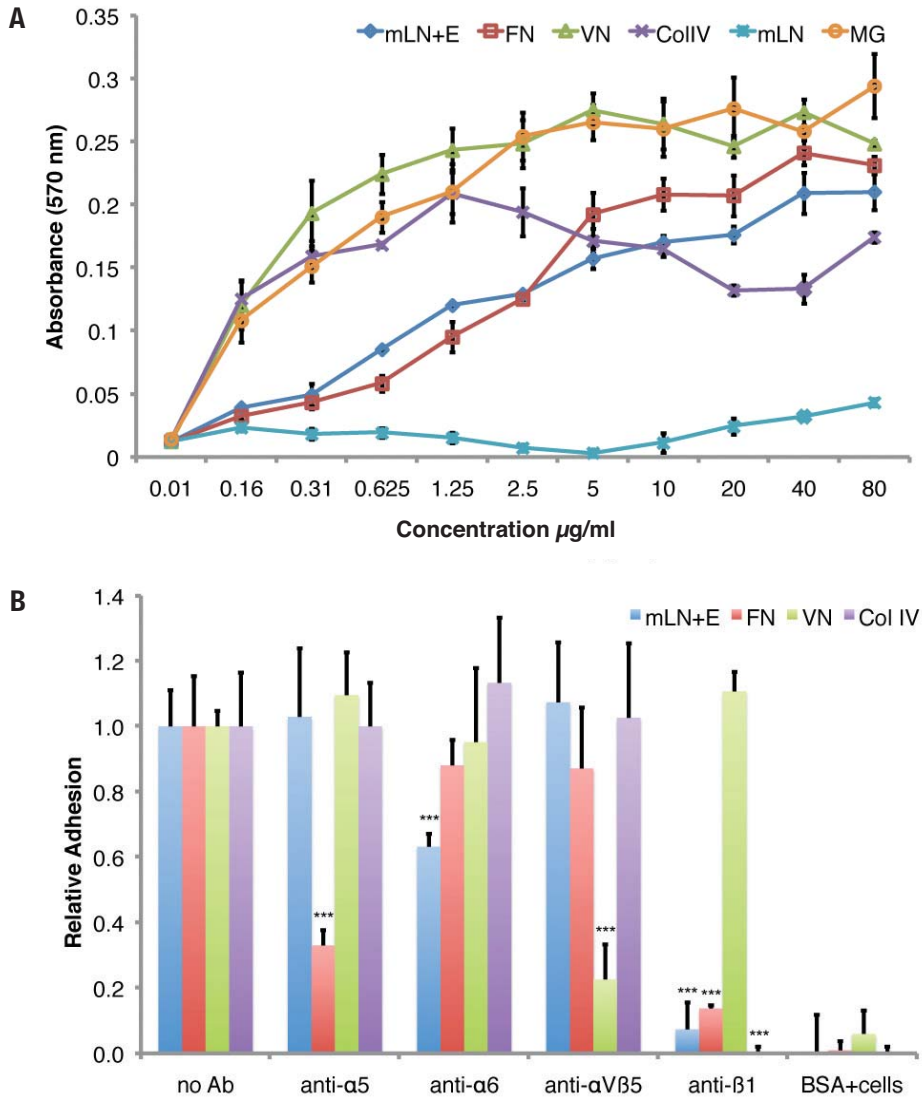 A
mLN+E FN VN ColIV mLN MG
Absorbance (570 nm)
0.35
0.3
0.25
0.2
0.15
0.1
0.05
0
0.01 0.16 0.31 0.625 1.25 2.5 5 10 20 40 80
Concentration µg/ml
B
mLN+E FN VN Col IV
Relative Adhesion
1.4
1.2
1.0
0.8
0.6
0.4
0.2
0.0
***
***
***
*** *** ***
no Ab anti-α5 anti-α6 anti-αVß5 anti-ß1 BSA+cells